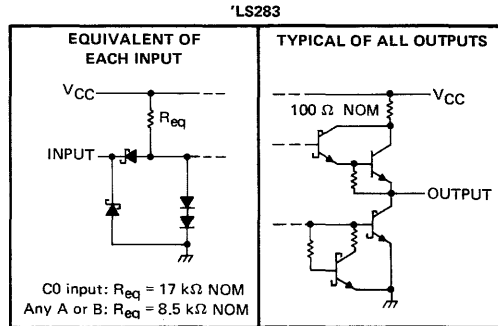 'LS283
EQUIVALENT OF
EACH INPUT
VCC
Req
INPUT
C0 input: Req = 17 kΩ NOM
Any A or B: Req = 8.5 kΩ NOM
TYPICAL OF ALL OUTPUTS
100 Ω NOM
VCC
OUTPUT